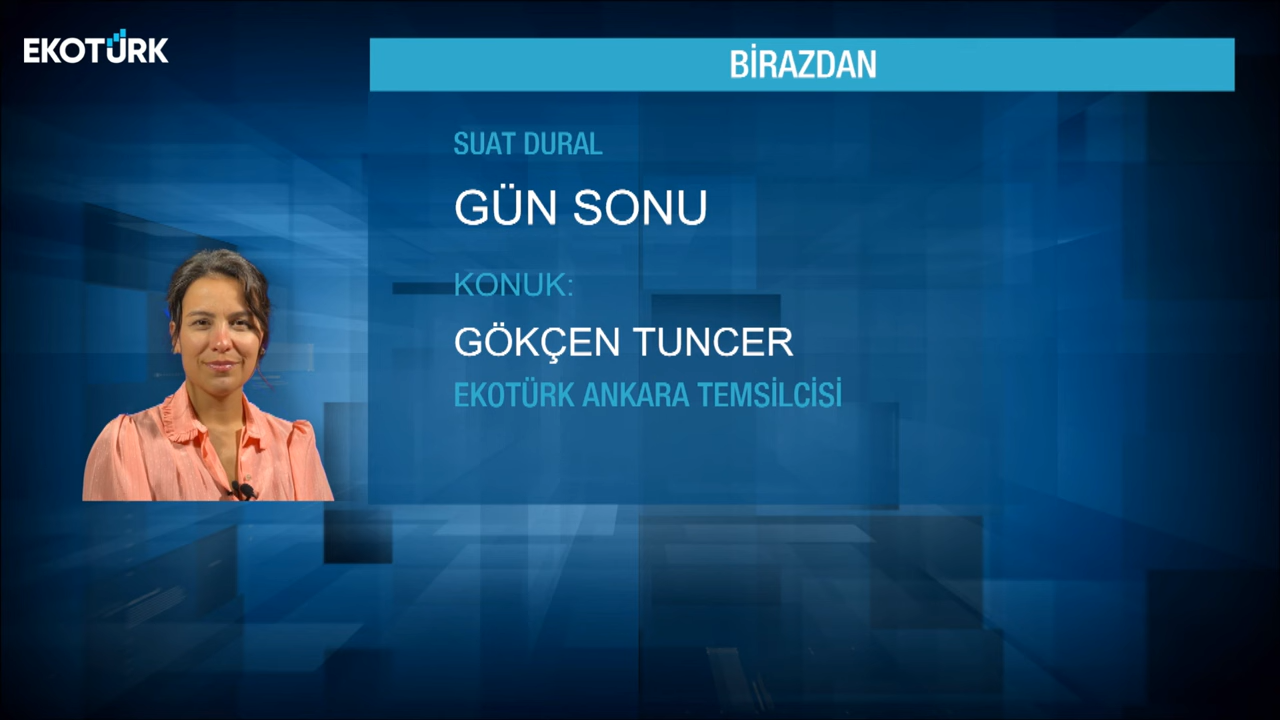 EKOTÜRK
BİRAZDAN
SUAT DURAL
GÜN SONU
KONUK:
GÖKÇEN TUNCER
EKOTÜRK ANKARA TEMSİLCİSİ